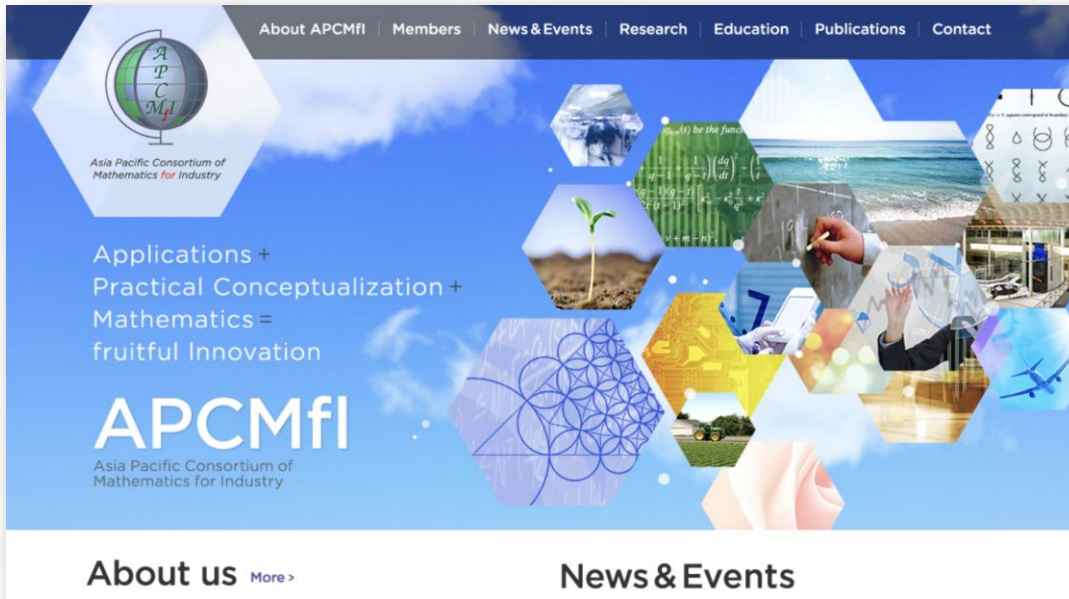 About APCMfI Members News & Events Research Education Publications Contact
A
P
C
MfI
Asia Pacific Consortium of
Mathematics for Industry
Applications +
Practical Conceptualization +
Mathematics =
fruitful Innovation
APCMfI
Asia Pacific Consortium of
Mathematics for Industry
About us More >
News & Events